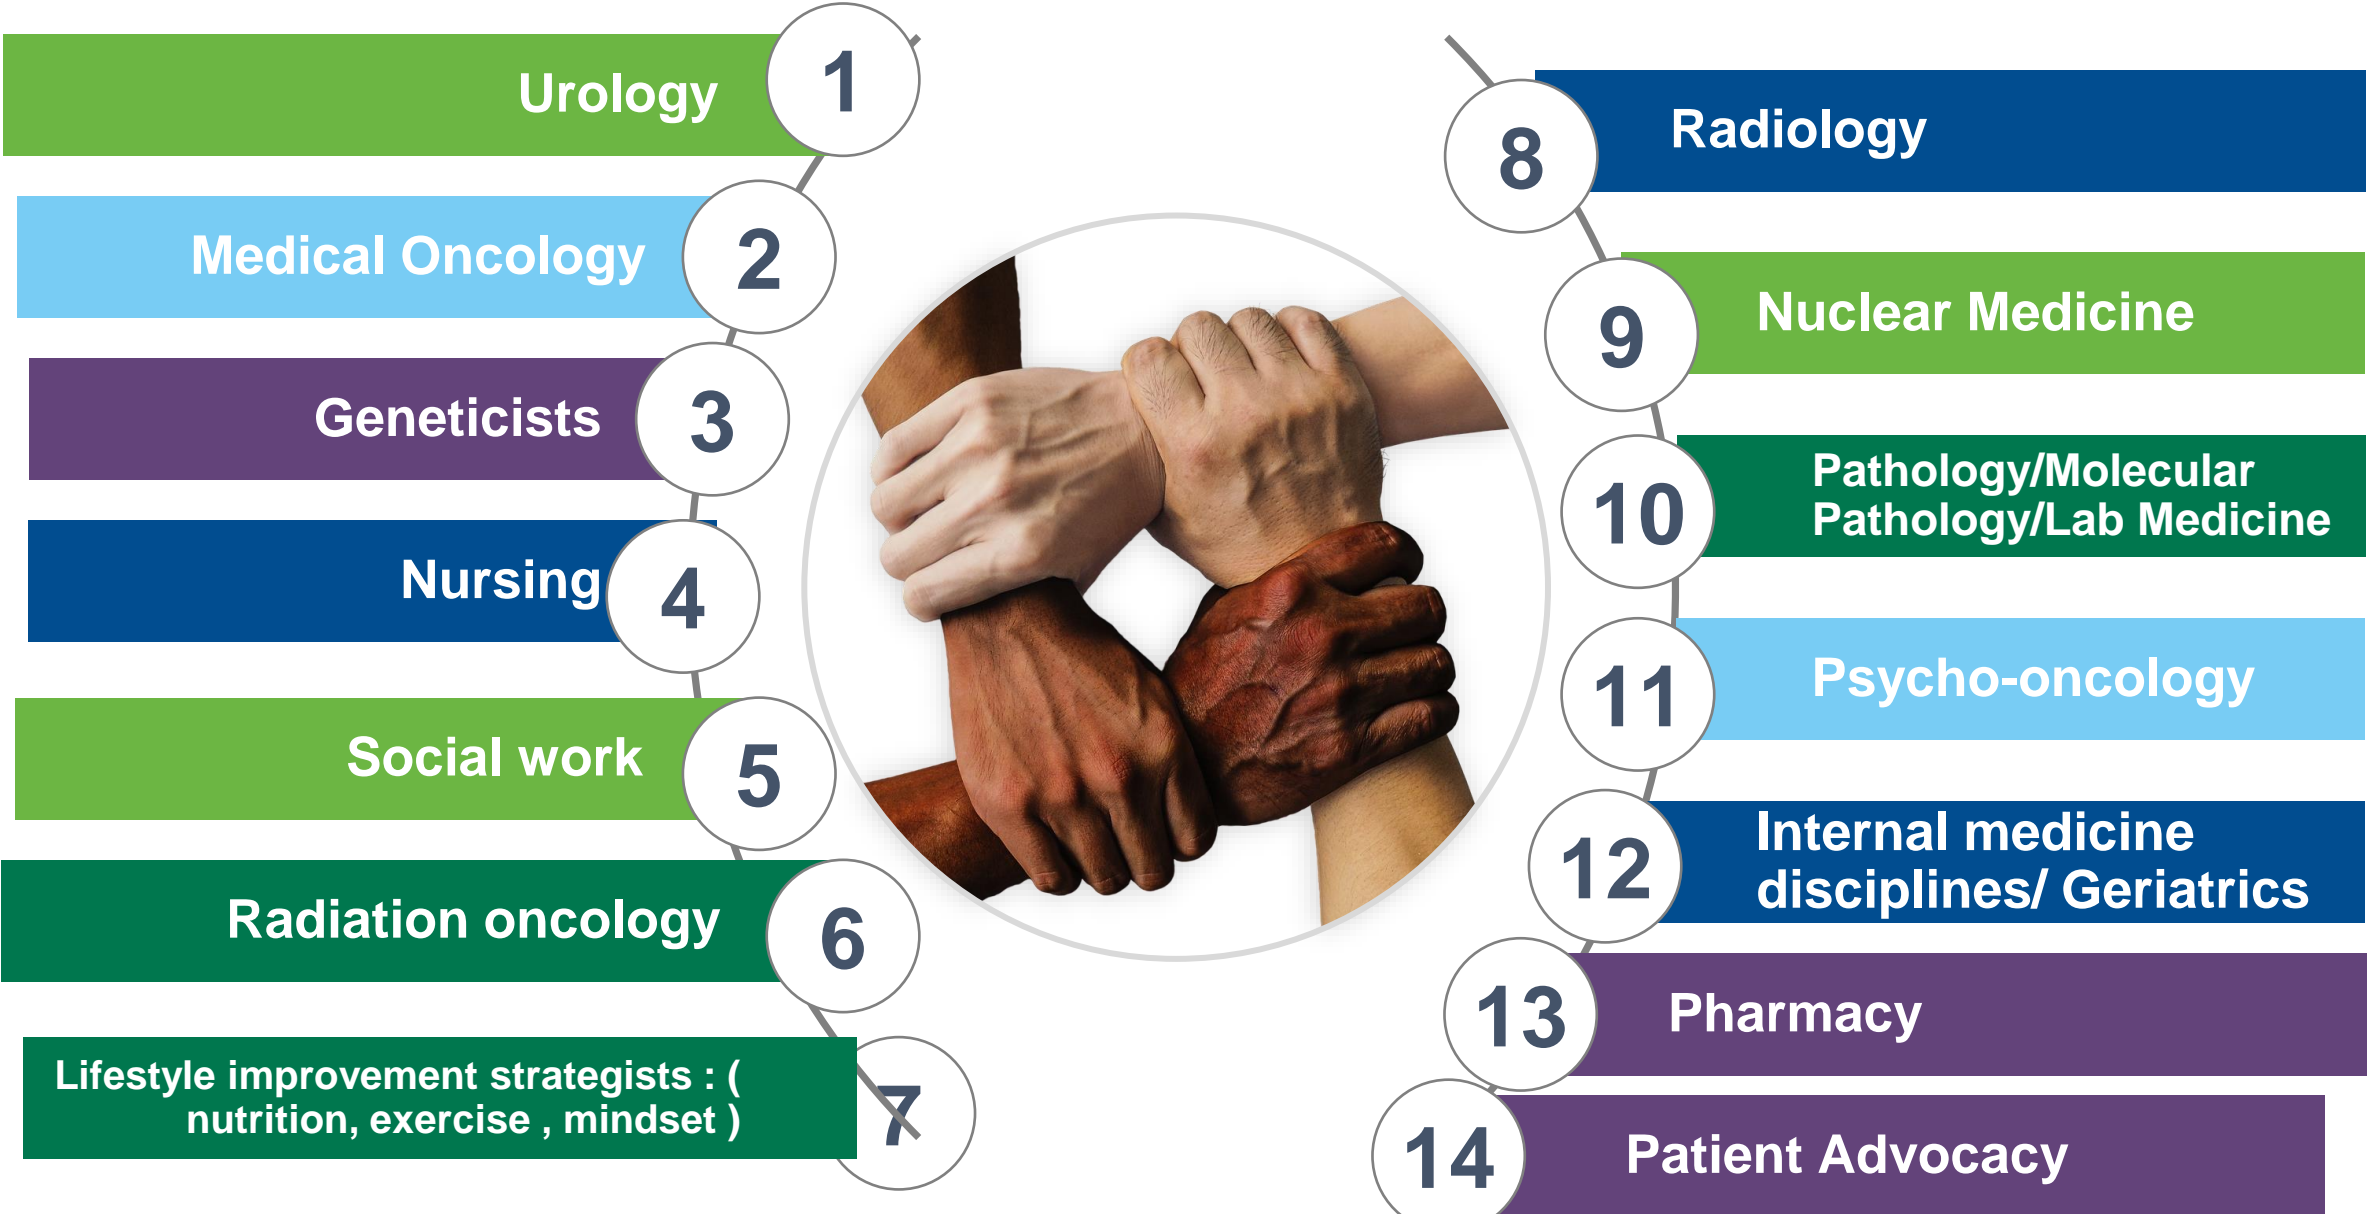 1
Urology
2
Medical Oncology
3
Geneticists
4
Nursing
5
Social work
6
Radiation oncology
7
Lifestyle improvement strategists : (
nutrition, exercise , mindset )
8
Radiology
9
Nuclear Medicine
10
Pathology/Molecular
Pathology/Lab Medicine
11
Psycho-oncology
12
Internal medicine
disciplines/ Geriatrics
13
Pharmacy
14
Patient Advocacy